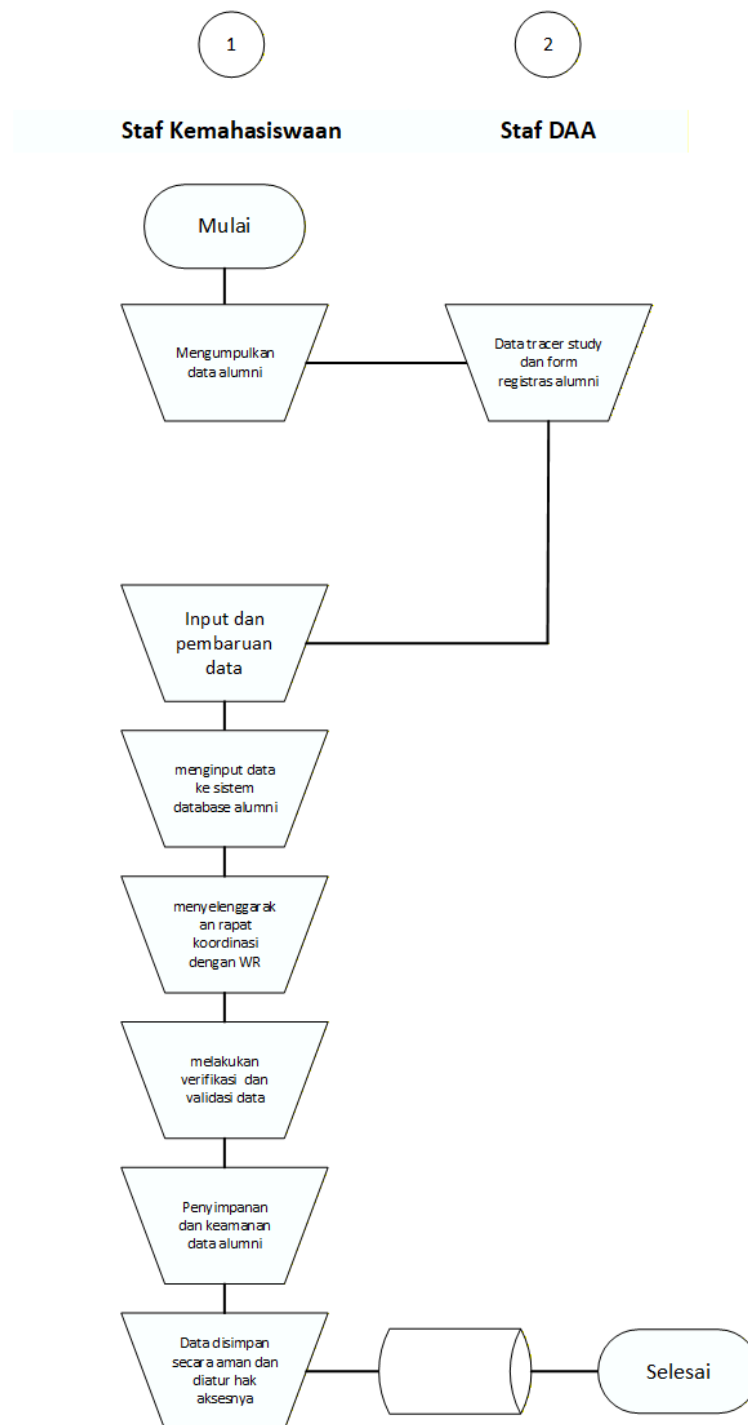 1
2
Staf Kemahasiswaan
Staf DAA
Mulai
Mengumpulkan
data alumni
Data tracer study
dan form
registras alumni
Input dan
pembaruan
data
menginput data
ke sistem
database alumni
menyelenggarak
an rapat
koordinasi
dengan WR
melakukan
verifikasi dan
validasi data
Penyimpanan
dan keamanan
data alumni
Data disimpan
secara aman dan
diatur hak
aksesnya
Selesai